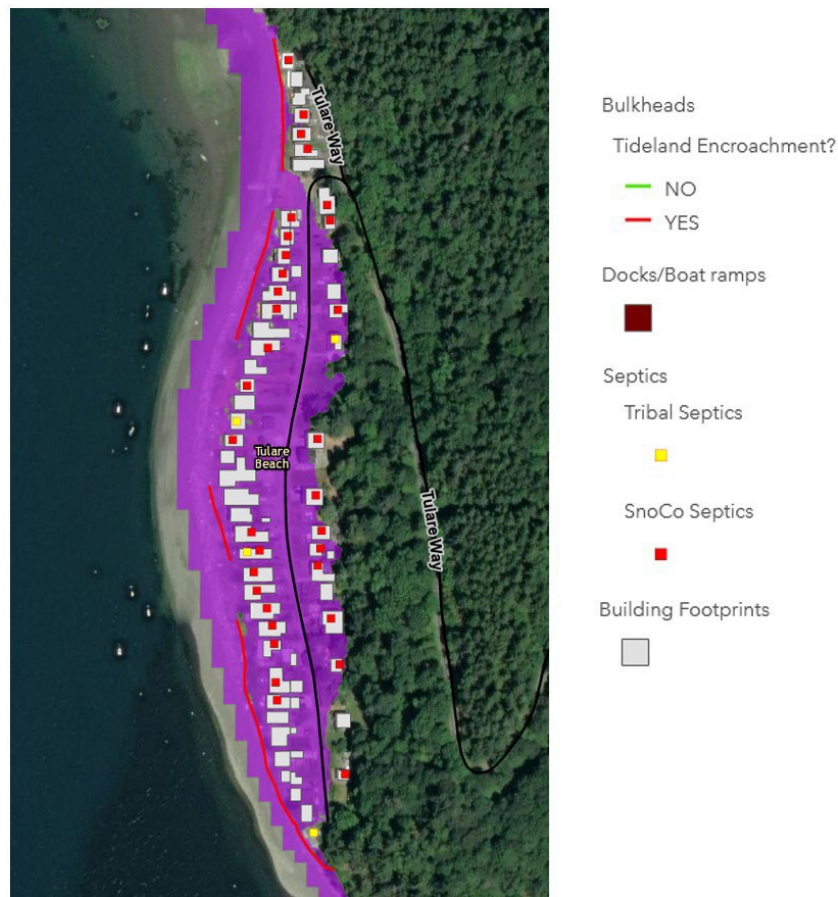 Tulare Way
Tulare
Beach
Tulare Way
Bulkheads
Tideland Encroachment?
NO
YES
Docks/Boat ramps
Septics
Tribal Septics
SnoCo Septics
Building Footprints